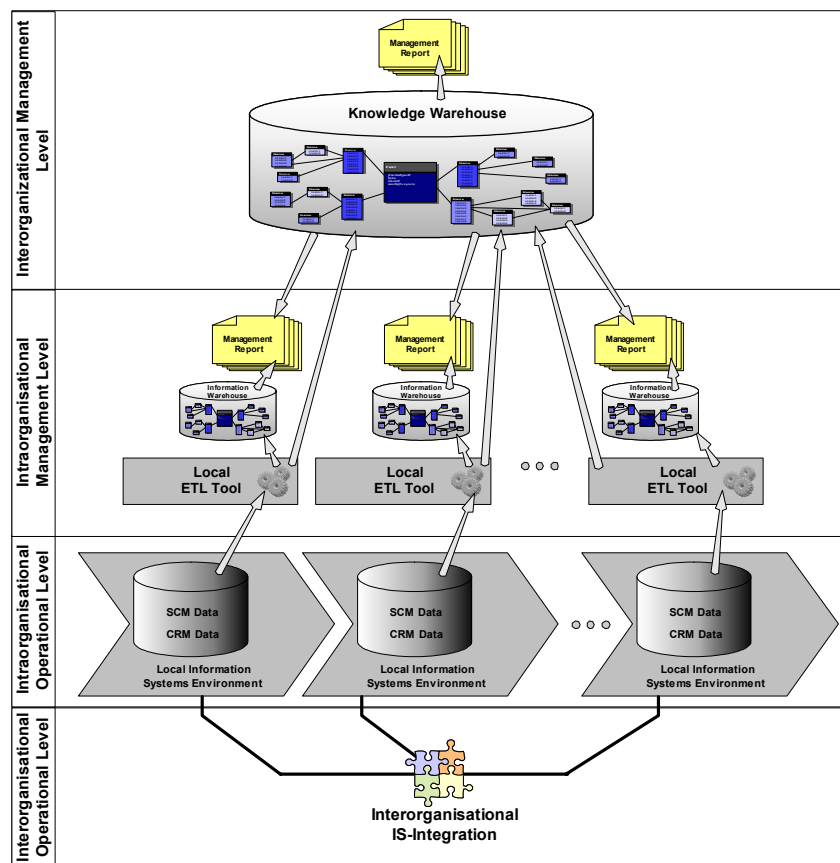 Interorganizational Management
Level
Management
Report
Knowledge Warehouse
Intraorganisational
Management Level
Management
Report
Management
Report
Management
Report
Information
Warehouse
Information
Warehouse
Information
Warehouse
Local
ETL Tool
Local
ETL Tool
Local
ETL Tool
Intraorganisational
Operational Level
SCM Data
CRM Data
Local Information
Systems Environment
SCM Data
CRM Data
Local Information
Systems Environment
SCM Data
CRM Data
Local Information
Systems Environment
Interorganisational
Operational Level
Interorganisational
IS-Integration